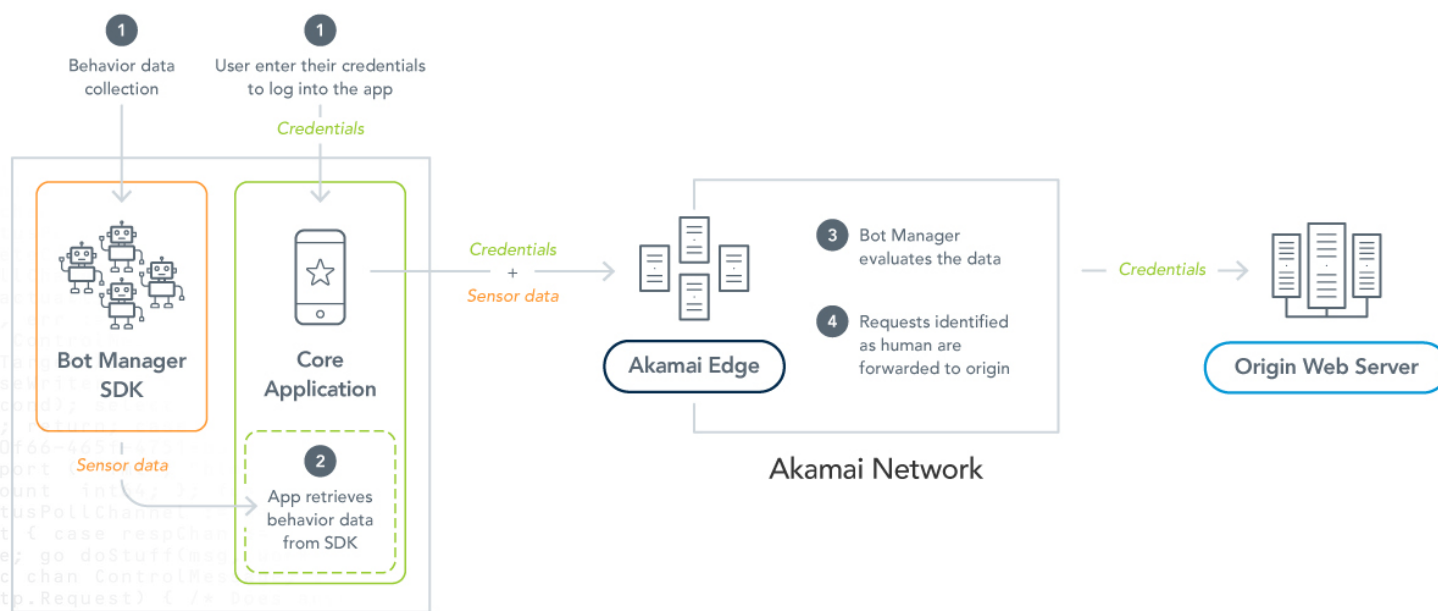 1
Behavior data
collection
1
User enter their credentials
to log into the app
Credentials
Bot Manager
SDK
Sensor data
Core
Application
2
App retrieves
behavior data
from SDK
Credentials
+
Sensor data
Akamai Edge
3
Bot Manager
evaluates the data
4
Requests identified
as human are
forwarded to origin
Akamai Network
Credentials
Origin Web Server